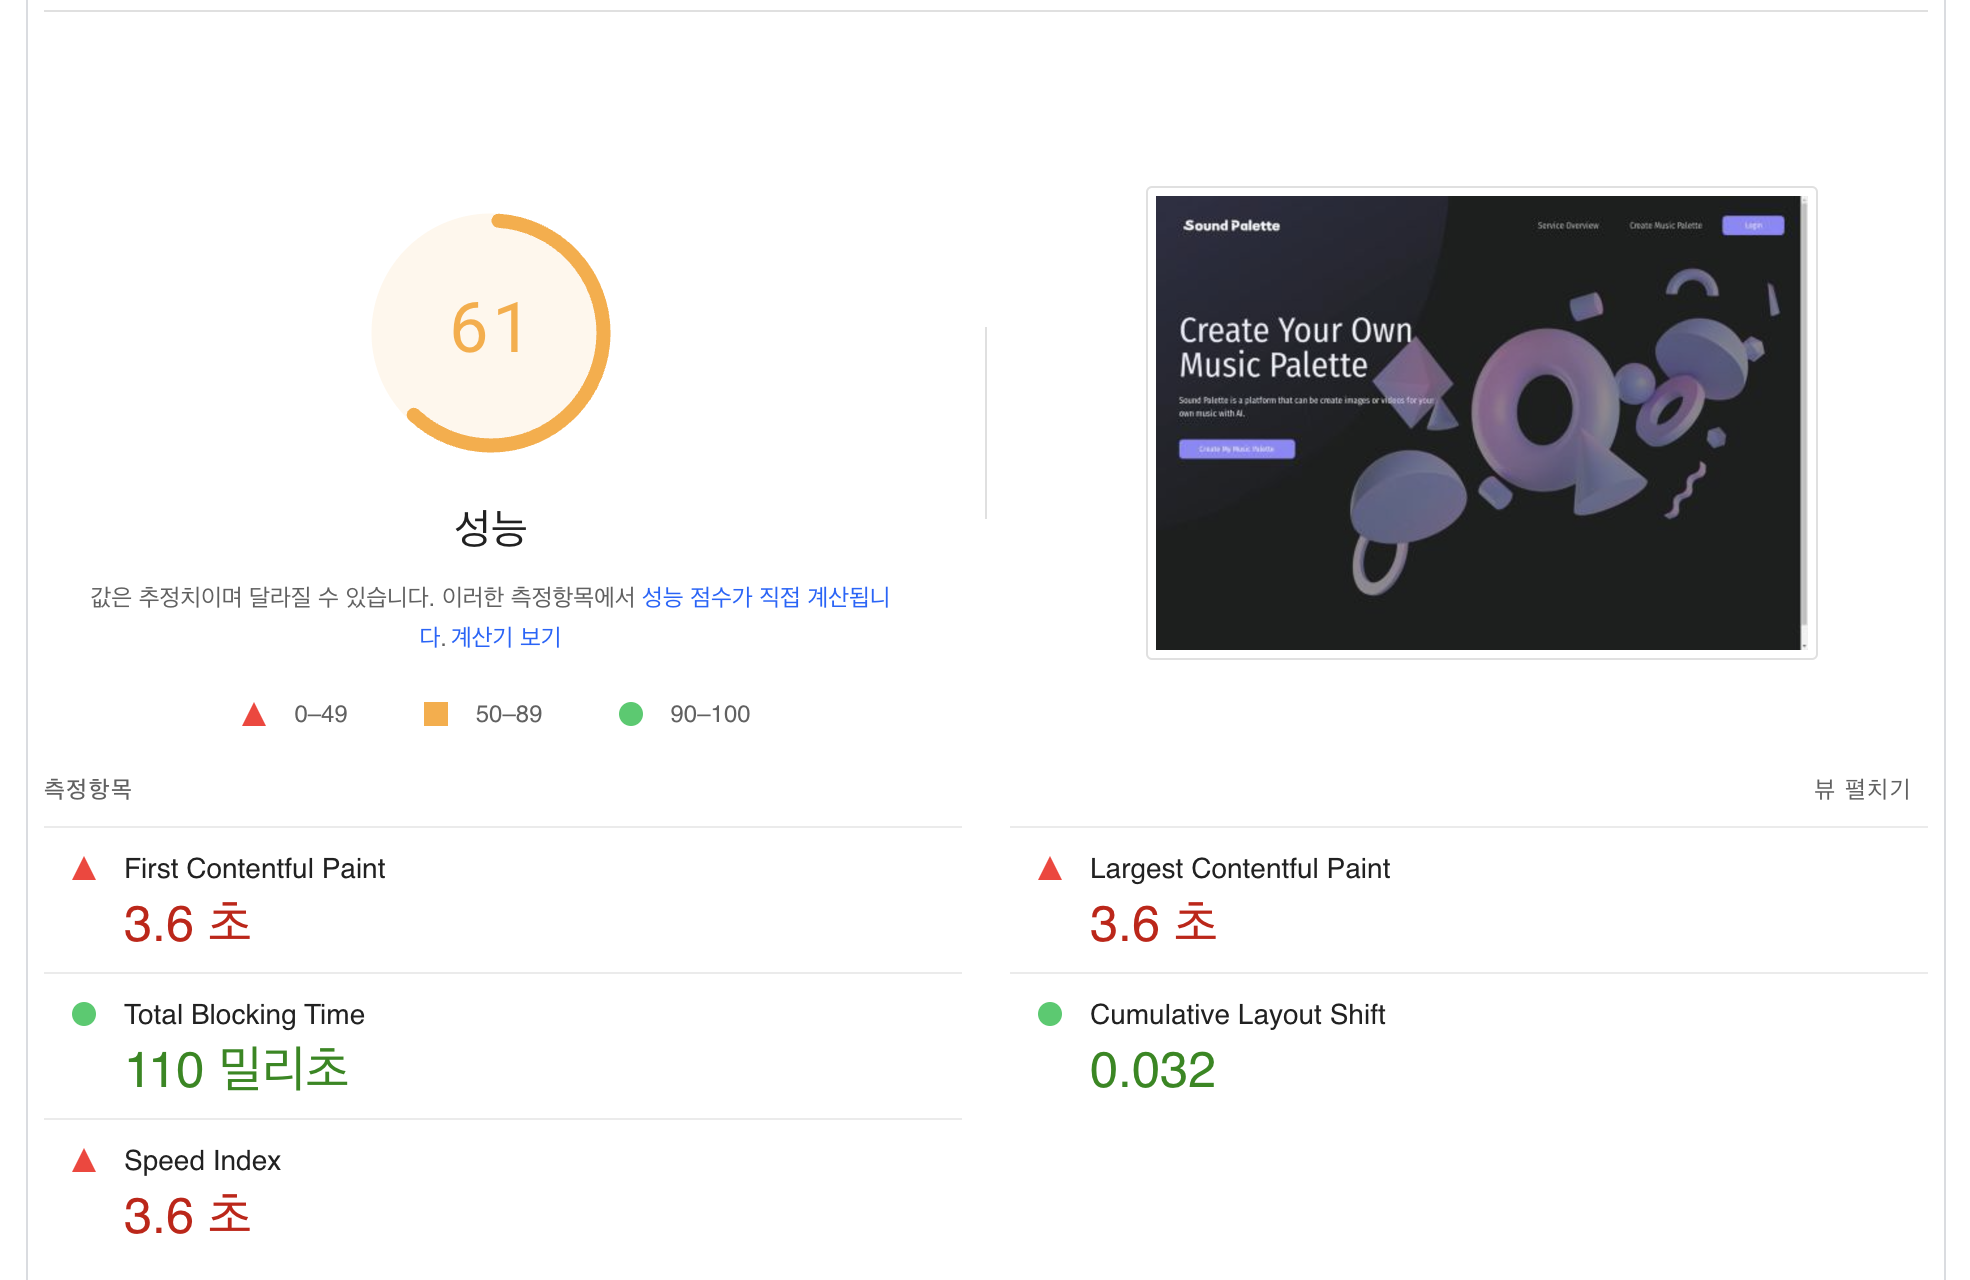 61
성능
값은 추정치이며 달라질 수 있습니다. 이러한 측정항목에서 성능 점수가 직접 계산됩니
다. 계산기 보기
0–49
50–89
90–100
Sound Palette
Service Overview
Create Music Palette
Login
Create Your Own
Music Palette
Sound Palette is a platform that can be create images or videos for your
own music with AI.
Create My Music Palette
측정항목
뷰 펼치기
First Contentful Paint
3.6 초
Largest Contentful Paint
3.6 초
Total Blocking Time
110 밀리초
Cumulative Layout Shift
0.032
Speed Index
3.6 초